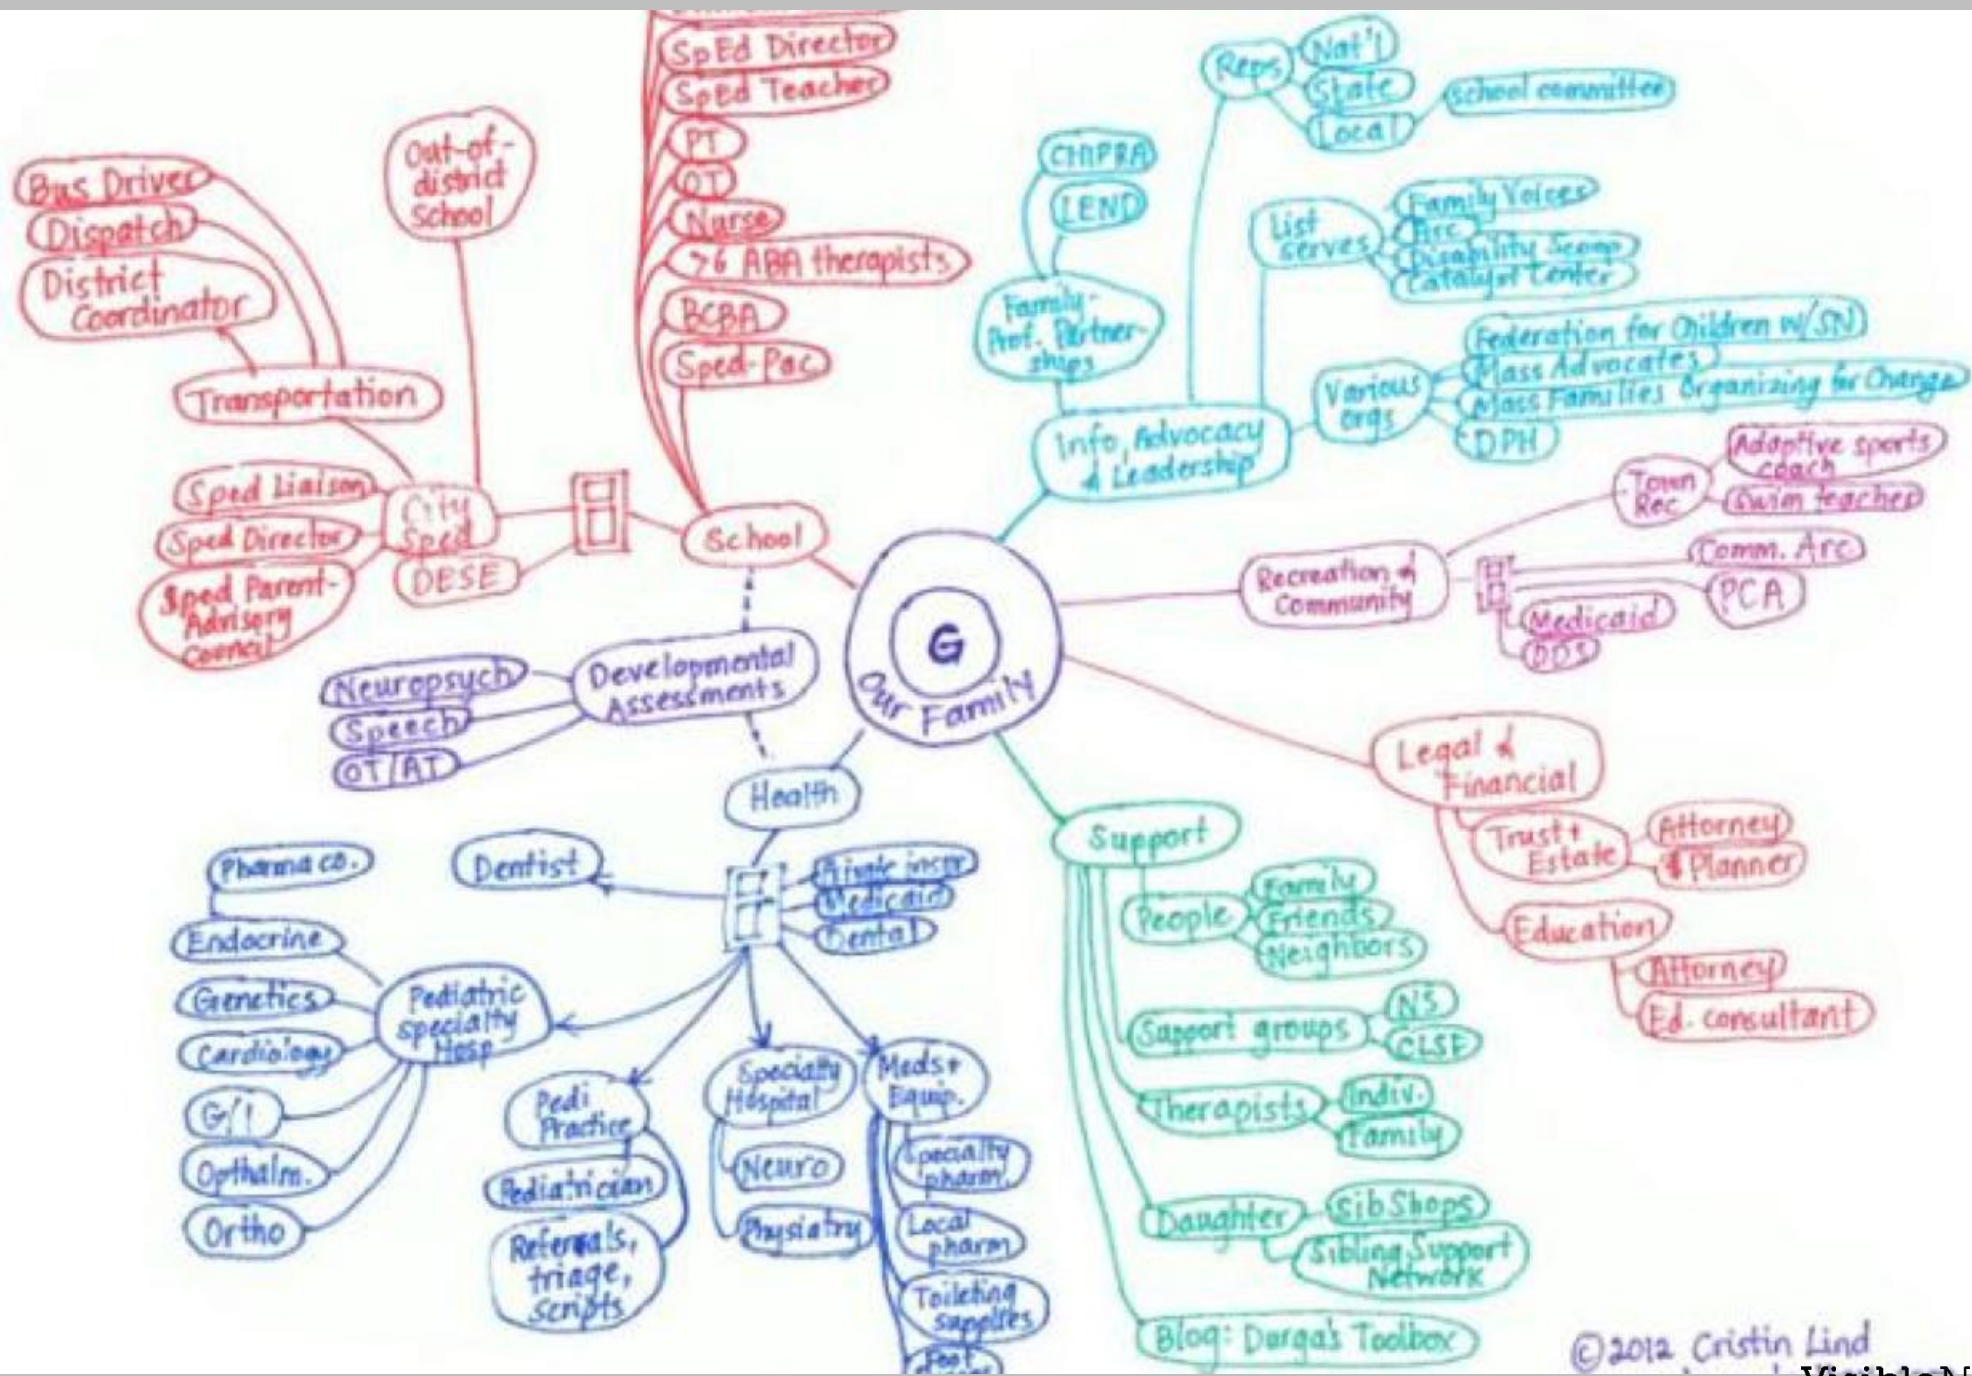 SpEd Director
Sped Teacher
PT
OT
Nurse
>6 ABA therapists
BCBA
Sped-Pac
Out-of-
district
School
Bus Driver
Dispatch
District
Coordinator
Transportation
Sped Liaison
Sped Director
Sped Parent-
Advisory
Council
City
Sped
DESE
School
Reps
Nat'l
State
Local
School committee
CHIPRA
LEND
Family-
Prof. Partner-
ships
List
serves
Family Voices
Arc
Disability Scoop
Catalyst Center
Various
orgs
Federation for Children w/SN
Mass Advocates
Mass Families Organizing for Change
DPH
Info, Advocacy
& Leadership
Town
Rec
Adaptive sports
coach
Swim teacher
Recreation &
Community
Comm. Arc
PCA
Medicaid
DDS
G
Our Family
Developmental
Assessments
Neuropsych
Speech
OT/AT
Health
Legal &
Financial
Trust +
Estate
Attorney
$ Planner
Education
Attorney
Ed. consultant
Support
People
Family
Friends
Neighbors
Support groups
NS
CLSF
Therapists
Indiv.
Family
Daughter
SibShops
Sibling Support
Network
Blog: Durga's Toolbox
Dentist
Private insur
Medicaid
Dental
Pharma co.
Endocrine
Genetics
Cardiology
G/I
Opthalm.
Ortho
Pediatric
specialty
Hosp
Pedi
Practice
Pediatrician
Referrals,
triage,
scripts
Specialty
Hospital
Neuro
Physiatry
Meds+
Equip.
Specialty
pharm.
Local
pharm
Toileting
supplies
Foot
©2012 Cristin Lind